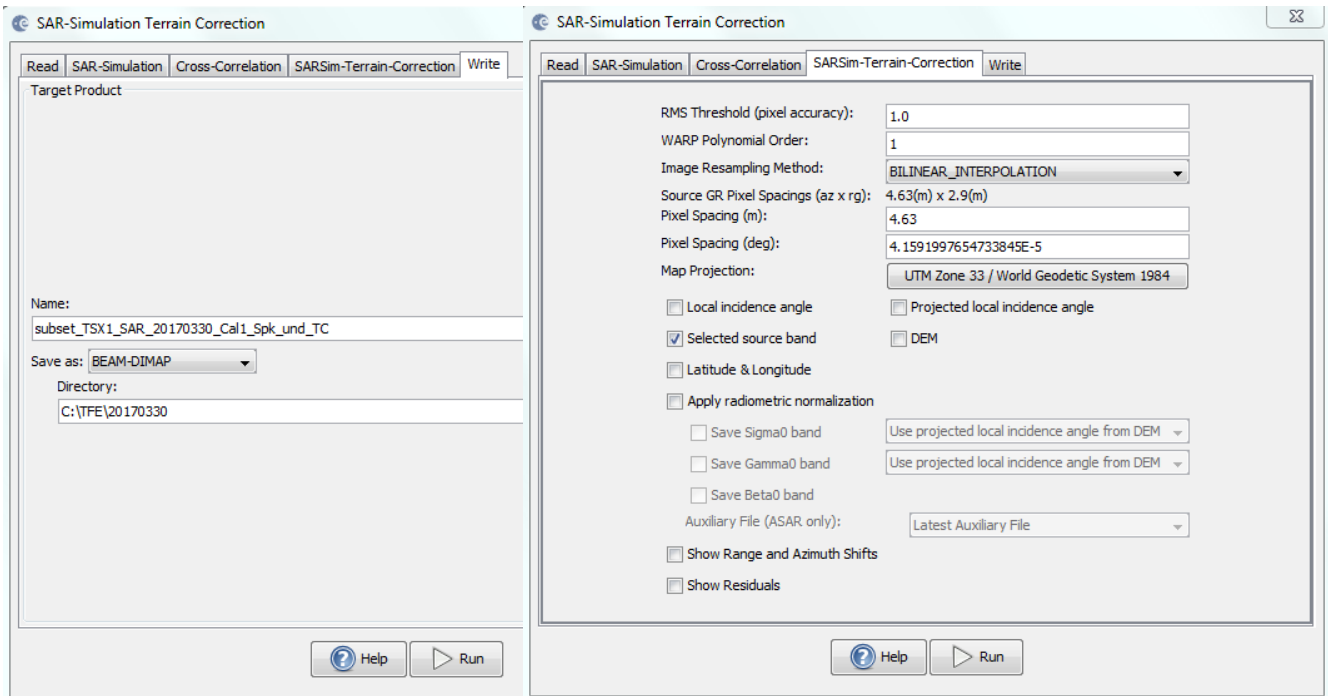 SAR-Simulation Terrain Correction
Read SAR-Simulation Cross-Correlation SARSim-Terrain-Correction Write
Target Product
Name:
subset_TSX1_SAR_20170330_Cal1_Spk_und_TC
Save as: BEAM-DIMAP
Directory:
C:\TFE\20170330
Help Run
SAR-Simulation Terrain Correction
Read SAR-Simulation Cross-Correlation SARSim-Terrain-Correction Write
RMS Threshold (pixel accuracy): 1.0
WARP Polynomial Order: 1
Image Resampling Method: BILINEAR_INTERPOLATION
Source GR Pixel Spacings (az x rg): 4.63(m) x 2.9(m)
Pixel Spacing (m): 4.63
Pixel Spacing (deg): 4.1591997654733845E-5
Map Projection: UTM Zone 33 / World Geodetic System 1984
Local incidence angle Projected local incidence angle
Selected source band DEM
Latitude & Longitude
Apply radiometric normalization
Save Sigma0 band Use projected local incidence angle from DEM
Save Gamma0 band Use projected local incidence angle from DEM
Save Beta0 band
Auxiliary File (ASAR only): Latest Auxiliary File
Show Range and Azimuth Shifts
Show Residuals
Help Run